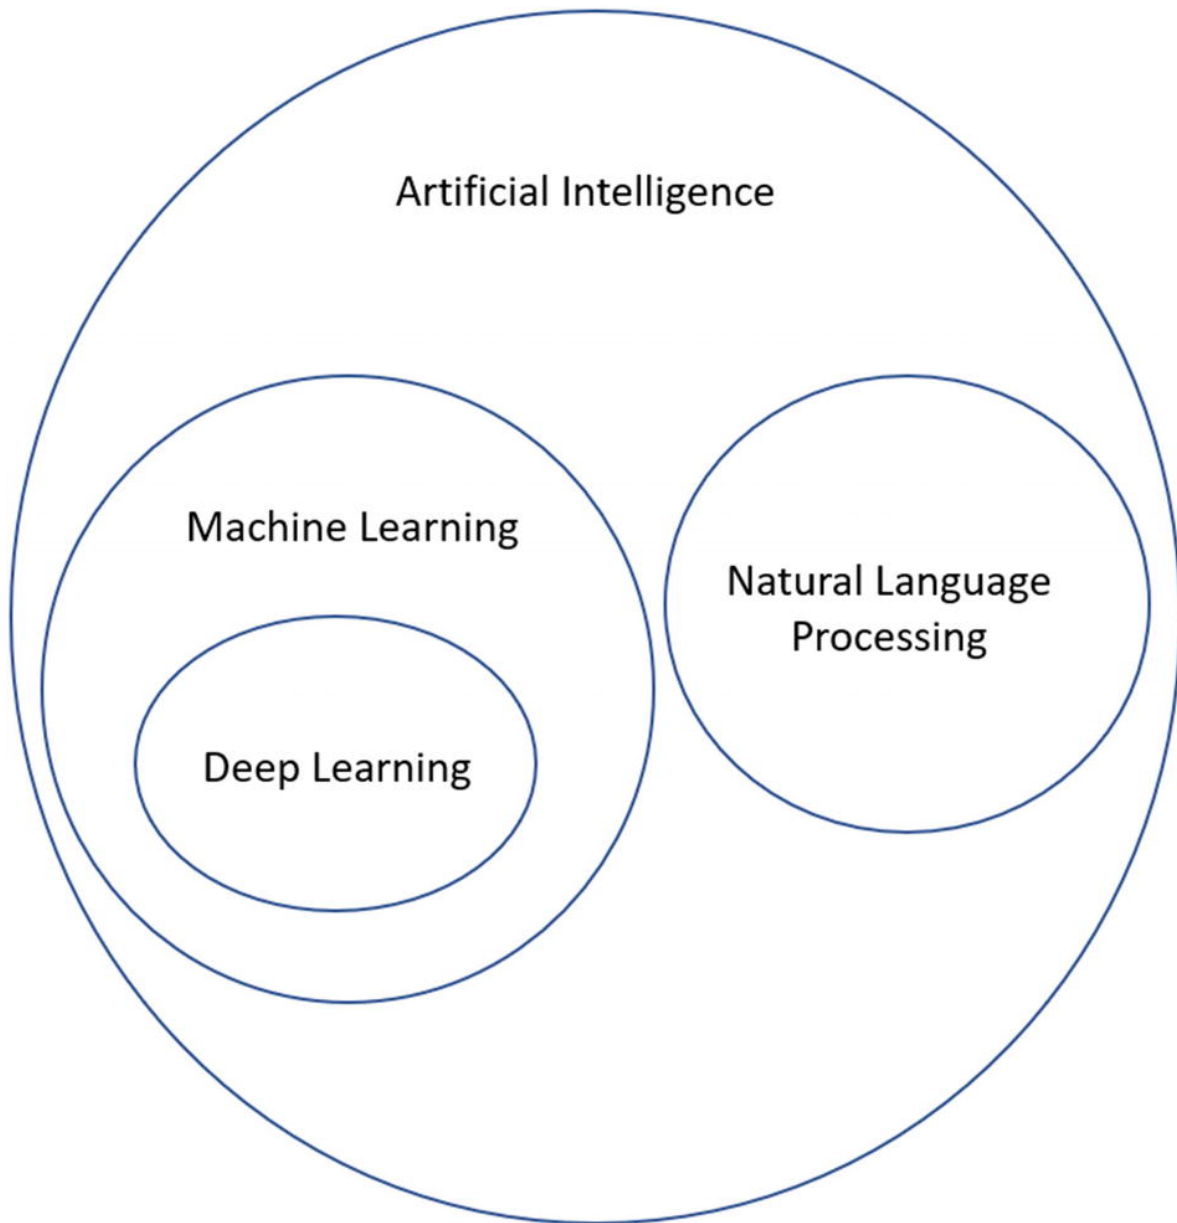 Artificial Intelligence
Machine Learning
Natural Language
Processing
Deep Learning